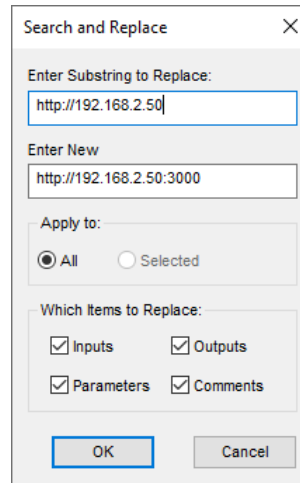 Search and Replace
Enter Substring to Replace:
http://192.168.2.50
Enter New
http://192.168.2.50:3000
Apply to:
All Selected
Which Items to Replace:
Inputs Outputs
Parameters Comments
OK Cancel